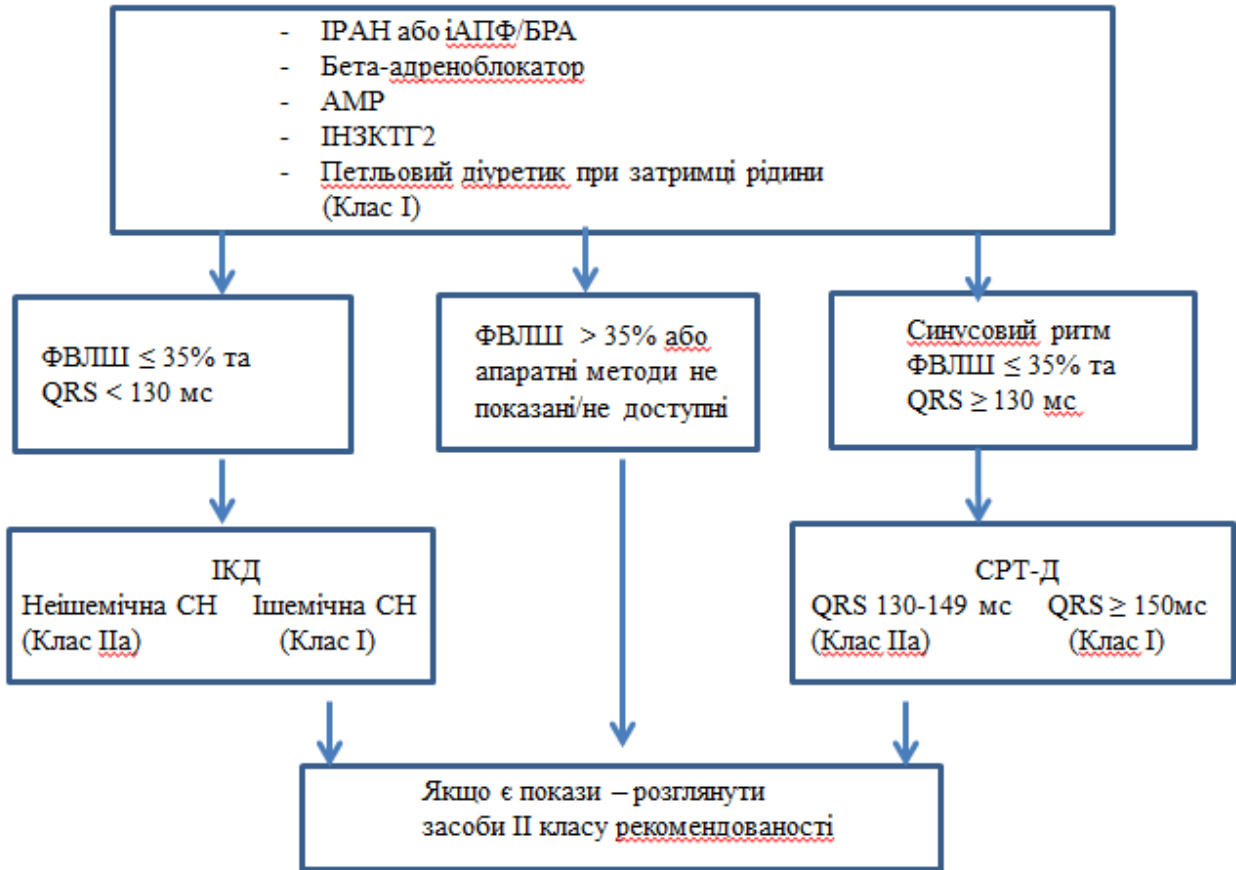 - ІРАН або іАПФ/БРА
- Бета-адреноблокатор
- АМР
- ІНЗКТГ2
- Петльовий діуретик при затримці рідини
(Клас І)
ФВЛШ ≤ 35% та
QRS < 130 мс
ФВЛШ > 35% або
апаратні методи не
показані/не доступні
Синусовий ритм
ФВЛШ ≤ 35% та
QRS ≥ 130 мс
ІКД
Неішемічна СН Ішемічна СН
(Клас ІІа) (Клас І)
СРТ-Д
QRS 130-149 мс QRS ≥ 150мс
(Клас ІІа) (Клас І)
Якщо є покази – розглянути
засоби ІІ класу рекомендованості